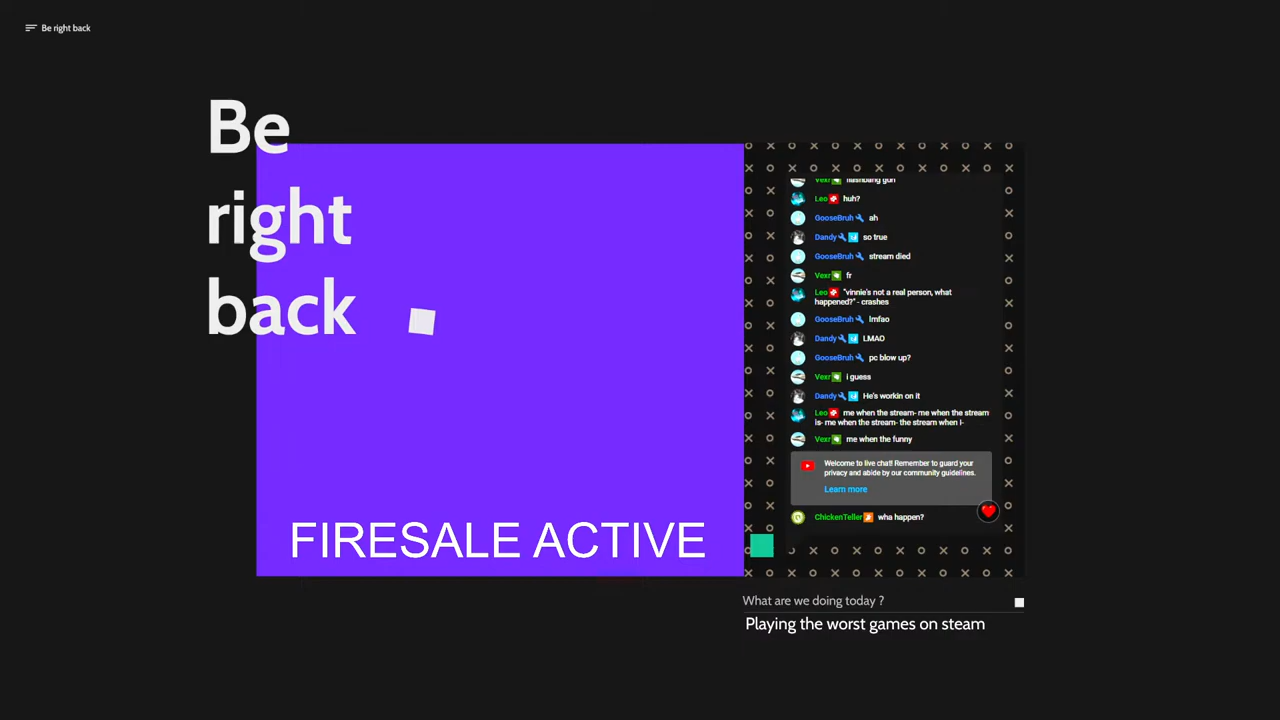 Be right back
Be
right
back
FIRESALE ACTIVE
Vexr flashbang gun
Leo huh?
GooseBruh ah
Dandy so true
GooseBruh stream died
Vexr fr
Leo "vinnie's not a real person, what
happened?" - crashes
GooseBruh lmfao
Dandy LMAO
GooseBruh pc blow up?
Vexr i guess
Dandy He's workin on it
Leo me when the stream- me when the stream
is- me when the stream- the stream when i-
Vexr me when the funny
Welcome to live chat! Remember to guard your
privacy and abide by our community guidelines.
Learn more
ChickenTeller wha happen?
What are we doing today ?
Playing the worst games on steam